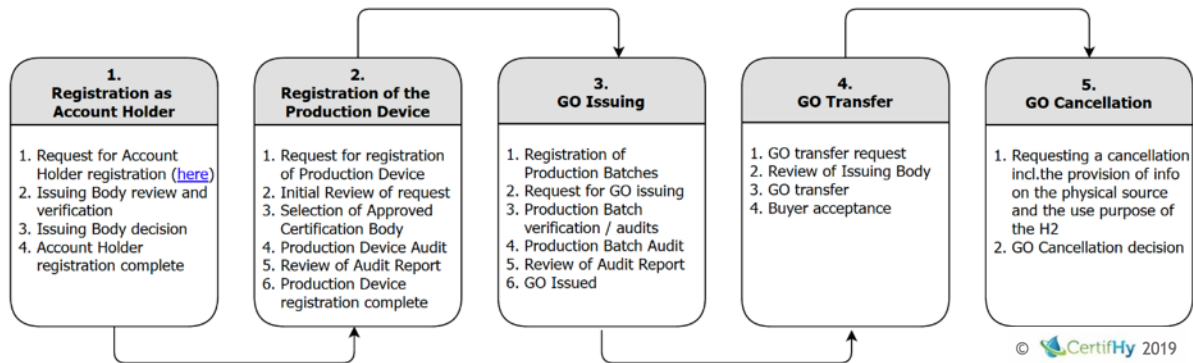 1.
Registration as
Account Holder
1. Request for Account
Holder registration (here)
2. Issuing Body review and
verification
3. Issuing Body decision
4. Account Holder
registration complete
2.
Registration of the
Production Device
1. Request for registration
of Production Device
2. Initial Review of request
3. Selection of Approved
Certification Body
4. Production Device Audit
5. Review of Audit Report
6. Production Device
registration complete
3.
GO Issuing
1. Registration of
Production Batches
2. Request for GO issuing
3. Production Batch
verification / audits
4. Production Batch Audit
5. Review of Audit Report
6. GO Issued
4.
GO Transfer
1. GO transfer request
2. Review of Issuing Body
3. GO transfer
4. Buyer acceptance
5.
GO Cancellation
1. Requesting a cancellation
incl.the provision of info
on the physical source
and the use purpose of
the H2
2. GO Cancellation decision
© CertifHy 2019